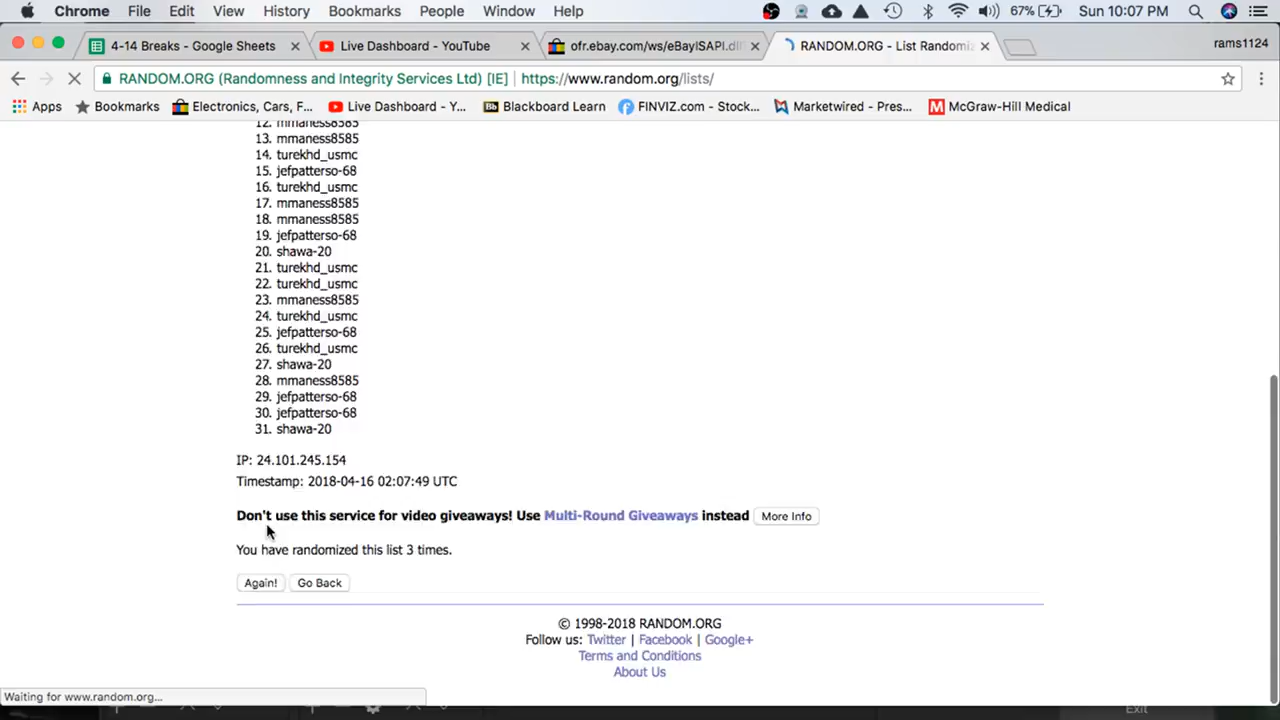 Chrome File Edit View History Bookmarks People Window Help 67% Sun 10:07 PM
4-14 Breaks - Google Sheets Live Dashboard - YouTube ofr.ebay.com/ws/eBayISAPI.dll RANDOM.ORG - List Randomiz rams1124
RANDOM.ORG (Randomness and Integrity Services Ltd) [IE] https://www.random.org/lists/
Apps Bookmarks Electronics, Cars, F... Live Dashboard - Y... Blackboard Learn FINVIZ.com - Stock... Marketwired - Pres... McGraw-Hill Medical
12. mmaness8585
13. mmaness8585
14. turekhd_usmc
15. jefpatterso-68
16. turekhd_usmc
17. mmaness8585
18. mmaness8585
19. jefpatterso-68
20. shawa-20
21. turekhd_usmc
22. turekhd_usmc
23. mmaness8585
24. turekhd_usmc
25. jefpatterso-68
26. turekhd_usmc
27. shawa-20
28. mmaness8585
29. jefpatterso-68
30. jefpatterso-68
31. shawa-20
IP: 24.101.245.154
Timestamp: 2018-04-16 02:07:49 UTC
Don't use this service for video giveaways! Use Multi-Round Giveaways instead More Info
You have randomized this list 3 times.
Again! Go Back
© 1998-2018 RANDOM.ORG
Follow us: Twitter | Facebook | Google+
Terms and Conditions
About Us
Waiting for www.random.org...
Exit